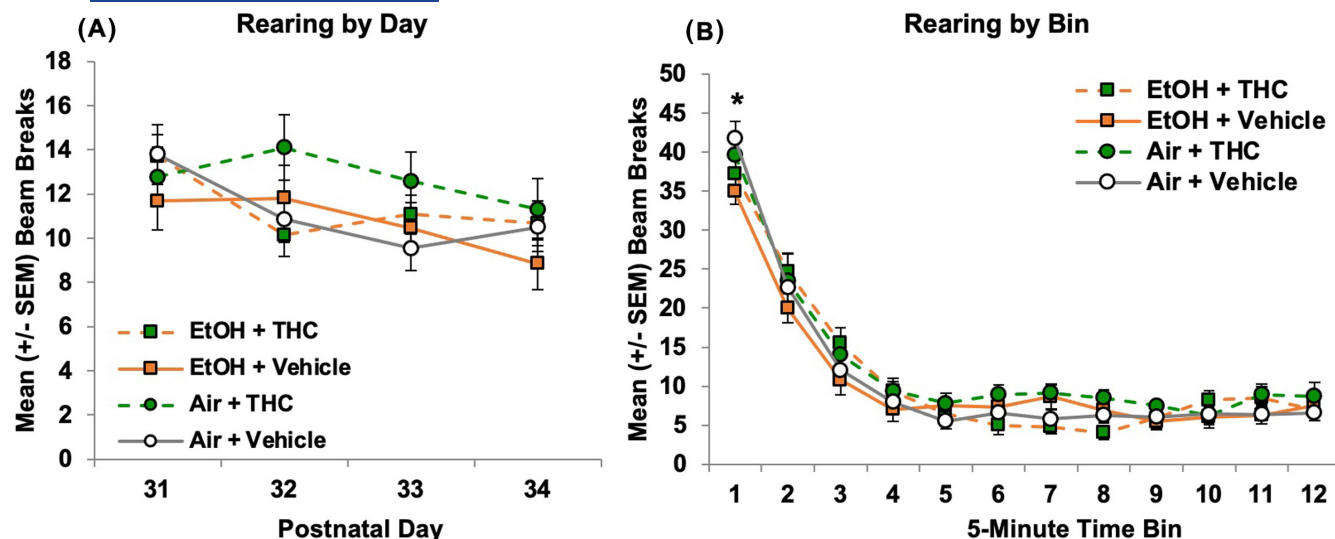 (A)
Rearing by Day
Mean (+/- SEM) Beam Breaks
18
16
14
12
10
8
6
4
2
0
EtOH + THC
EtOH + Vehicle
Air + THC
Air + Vehicle
31 32 33 34
Postnatal Day
(B)
Rearing by Bin
Mean (+/- SEM) Beam Breaks
50
45
40
35
30
25
20
15
10
5
0
*
EtOH + THC
EtOH + Vehicle
Air + THC
Air + Vehicle
1 2 3 4 5 6 7 8 9 10 11 12
5-Minute Time Bin